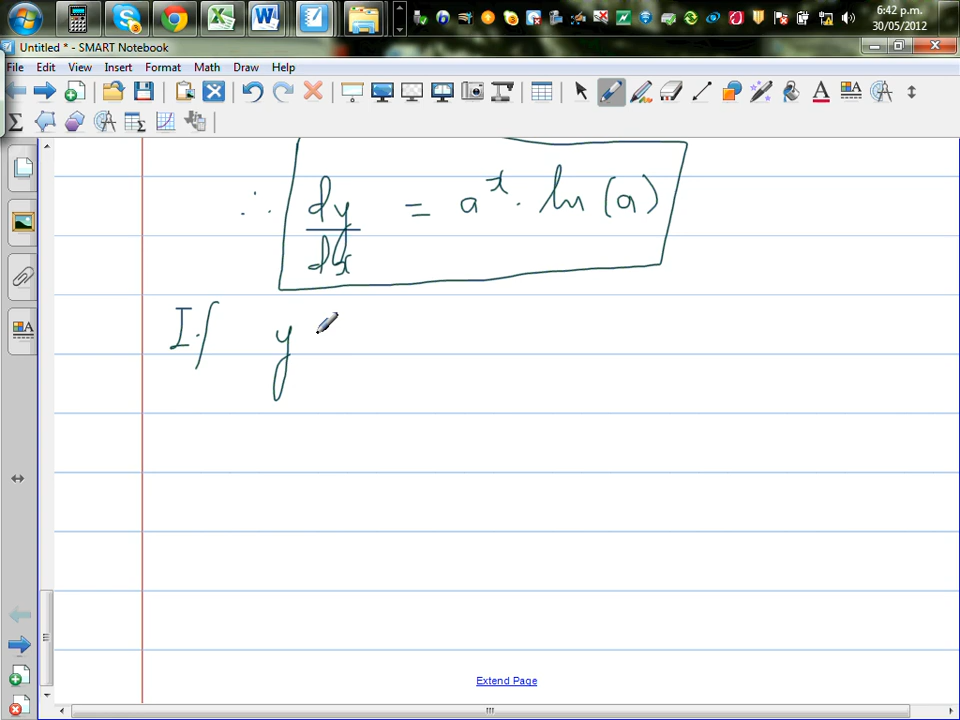 6:42 p.m.
30/05/2012
Untitled * - SMART Notebook
File Edit View Insert Format Math Draw Help
∴ dy/dx = a^x · ln (a)
If y
Extend Page